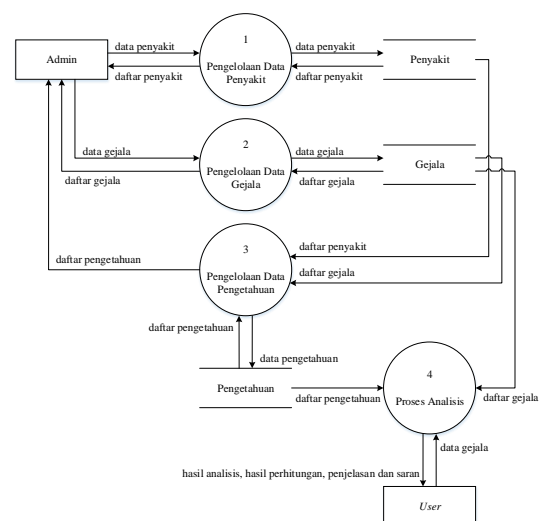 1
data penyakit
data penyakit
Admin
Pengelolaan Data
Penyakit
Penyakit
daftar penyakit
daftar penyakit
2
data gejala
data gejala
Pengelolaan Data
Gejala
Gejala
daftar gejala
daftar gejala
3
daftar penyakit
daftar pengetahuan
Pengelolaan Data
Pengetahuan
daftar gejala
daftar pengetahuan
data pengetahuan
4
Pengetahuan
daftar pengetahuan
Proses Analisis
daftar gejala
data gejala
hasil analisis, hasil perhitungan, penjelasan dan saran
User